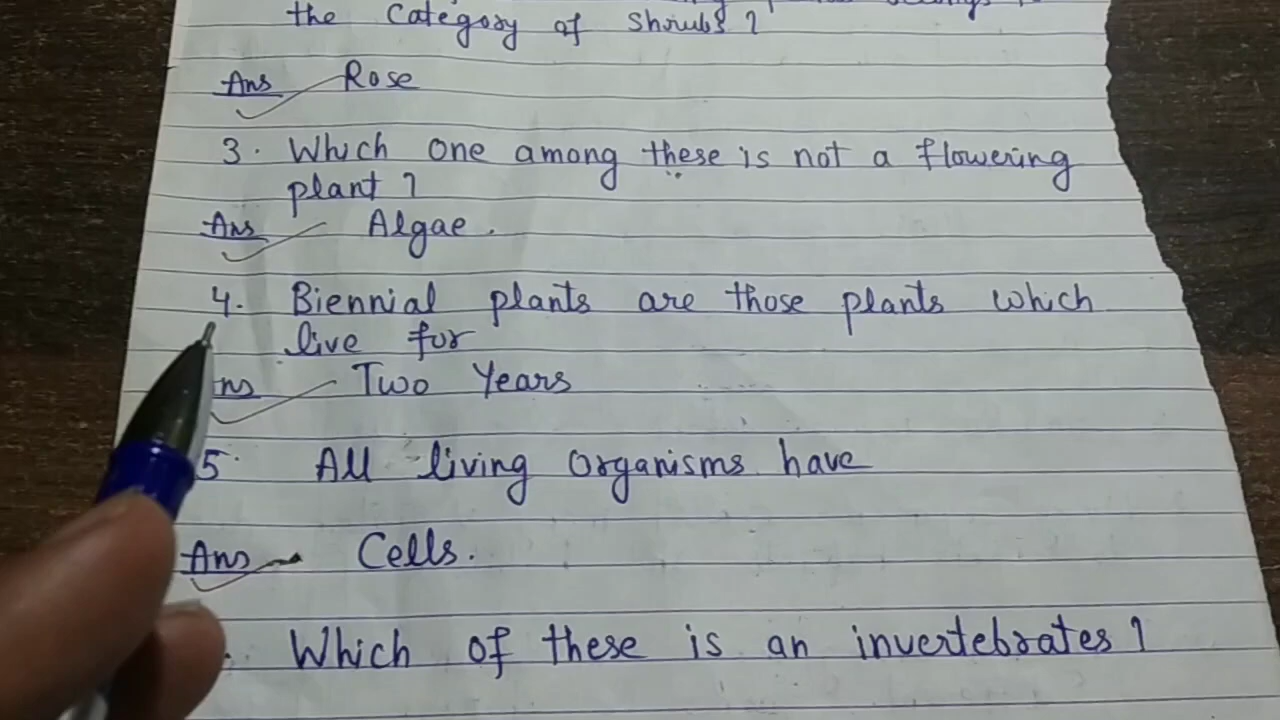 the Category of Shrubs ?
Ans Rose
3. Which one among these is not a flowering
plant ?
Ans Algae.
4. Biennial plants are those plants which
live for
Ans Two Years
5. All living organisms have
Ans Cells.
Which of these is an invertebrates ?